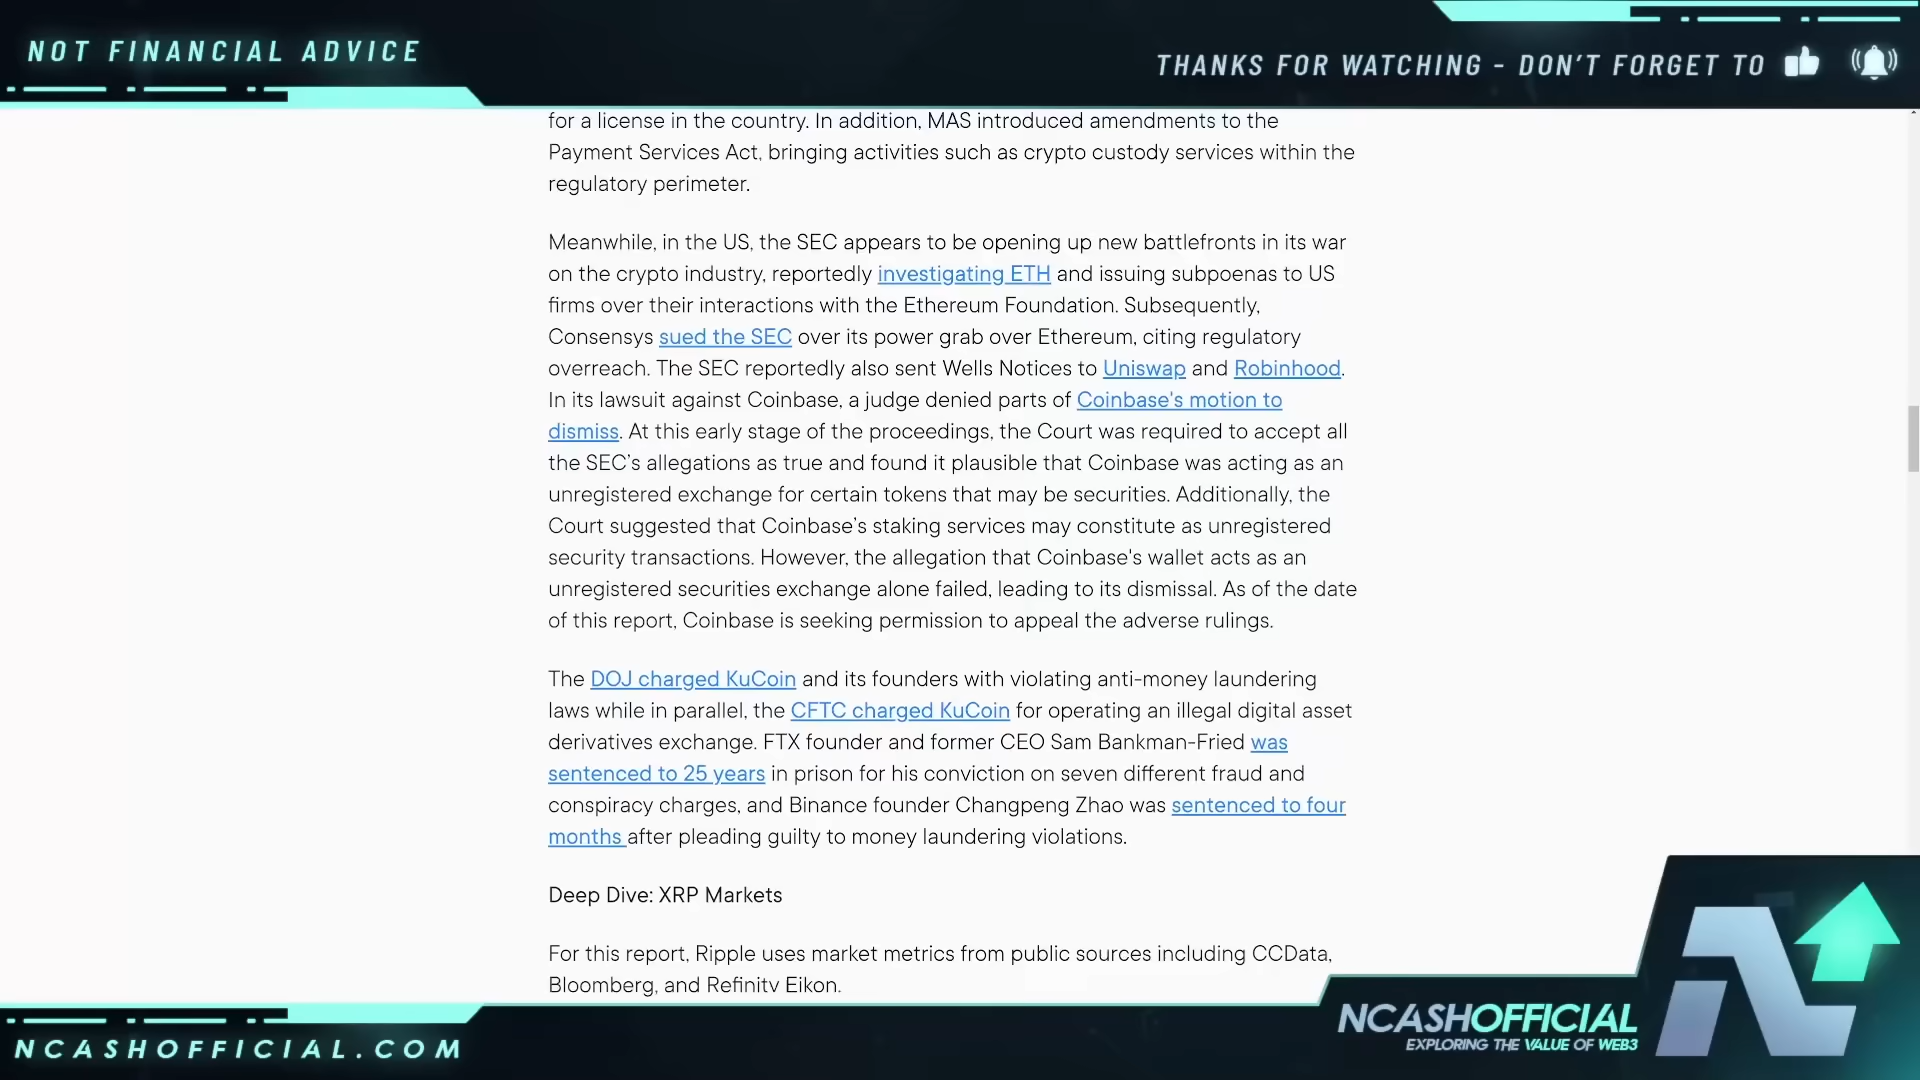 NOT FINANCIAL ADVICE
THANKS FOR WATCHING - DON'T FORGET TO
for a license in the country. In addition, MAS introduced amendments to the
Payment Services Act, bringing activities such as crypto custody services within the
regulatory perimeter.
Meanwhile, in the US, the SEC appears to be opening up new battlefronts in its war
on the crypto industry, reportedly investigating ETH and issuing subpoenas to US
firms over their interactions with the Ethereum Foundation. Subsequently,
Consensys sued the SEC over its power grab over Ethereum, citing regulatory
overreach. The SEC reportedly also sent Wells Notices to Uniswap and Robinhood.
In its lawsuit against Coinbase, a judge denied parts of Coinbase's motion to
dismiss. At this early stage of the proceedings, the Court was required to accept all
the SEC’s allegations as true and found it plausible that Coinbase was acting as an
unregistered exchange for certain tokens that may be securities. Additionally, the
Court suggested that Coinbase’s staking services may constitute as unregistered
security transactions. However, the allegation that Coinbase's wallet acts as an
unregistered securities exchange alone failed, leading to its dismissal. As of the date
of this report, Coinbase is seeking permission to appeal the adverse rulings.
The DOJ charged KuCoin and its founders with violating anti-money laundering
laws while in parallel, the CFTC charged KuCoin for operating an illegal digital asset
derivatives exchange. FTX founder and former CEO Sam Bankman-Fried was
sentenced to 25 years in prison for his conviction on seven different fraud and
conspiracy charges, and Binance founder Changpeng Zhao was sentenced to four
months after pleading guilty to money laundering violations.
Deep Dive: XRP Markets
For this report, Ripple uses market metrics from public sources including CCData,
Bloomberg, and Refinitv Eikon.
NCASHOFFICIAL
EXPLORING THE VALUE OF WEB3
NCASHOFFICIAL.COM